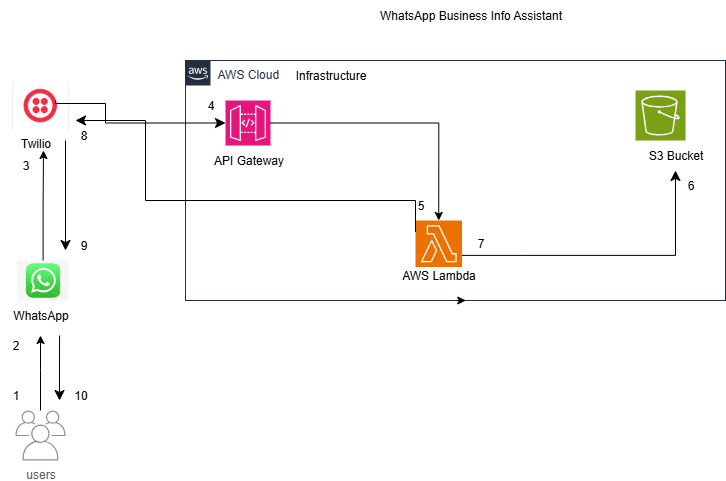 WhatsApp Business Info Assistant
aws
AWS Cloud
Infrastructure
4
8
Twilio
API Gateway
S3 Bucket
3
6
5
9
7
AWS Lambda
WhatsApp
2
1
10
users